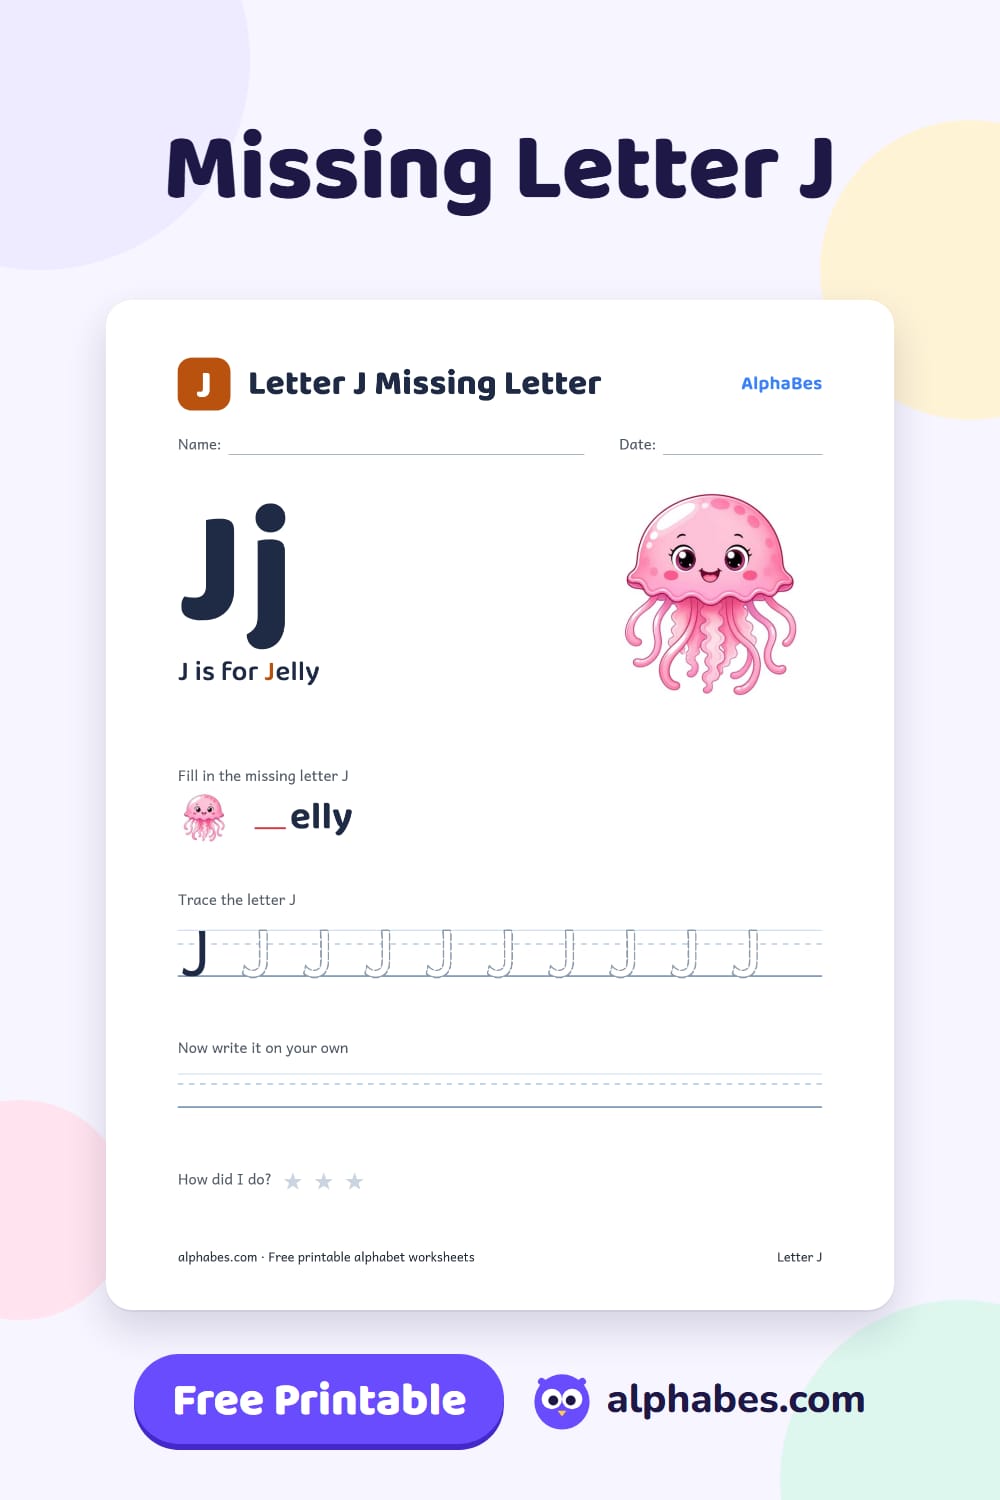 Missing Letter J
J Letter J Missing Letter AlphaBes
Name: Date:
Jj
J is for Jelly
Fill in the missing letter J
__elly
Trace the letter J
J J J J J J J J J J
Now write it on your own
How did I do? ★ ★ ★
alphabes.com · Free printable alphabet worksheets Letter J
Free Printable alphabes.com